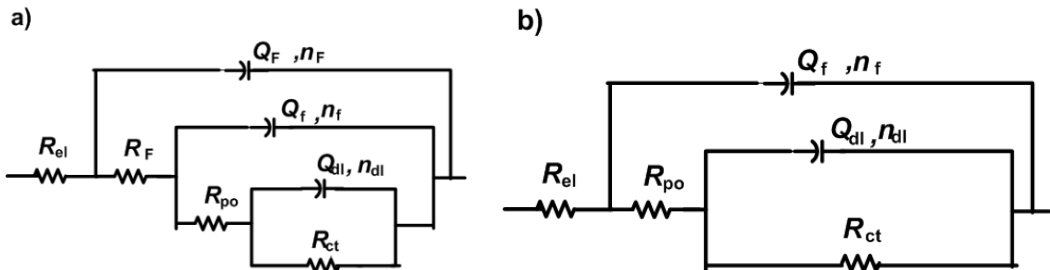 a)
Q_F ,n_F
Q_f ,n_f
R_el
R_F
Q_dl, n_dl
R_po
R_ct
b)
Q_f ,n_f
Q_dl,n_dl
R_el
R_po
R_ct